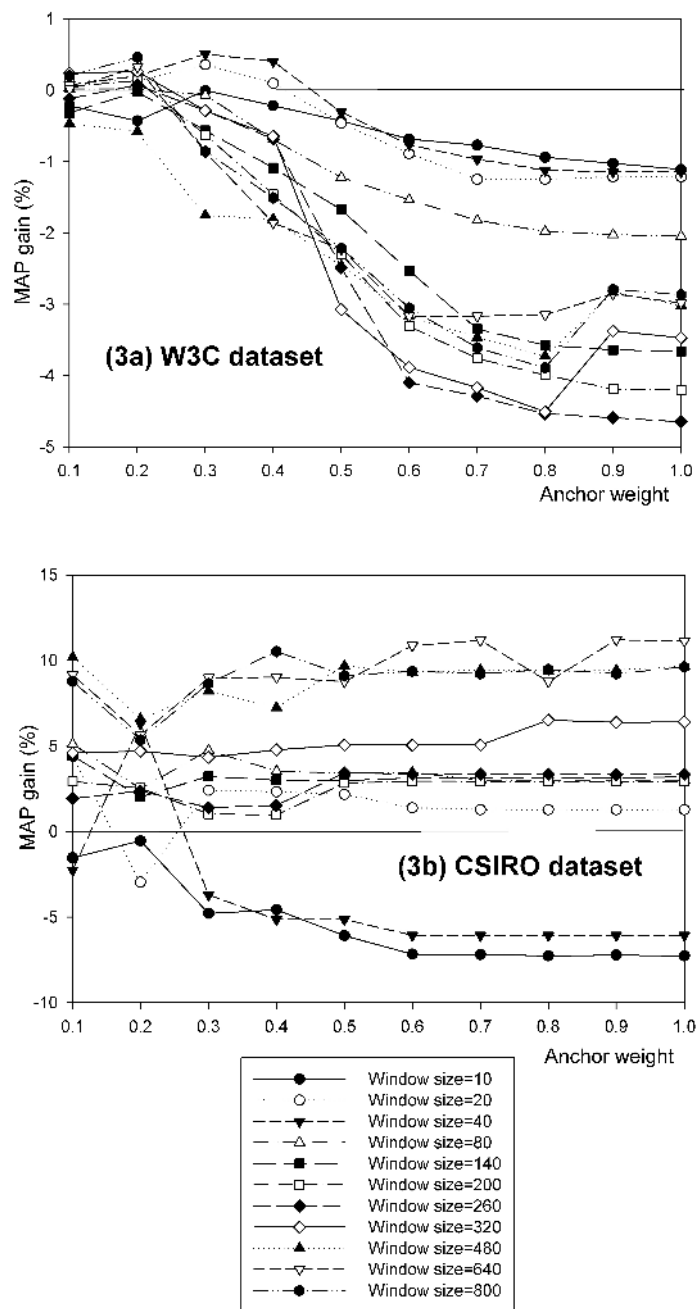 1
0
-1
-2
-3
-4
-5
MAP gain (%)
(3a) W3C dataset
0.1 0.2 0.3 0.4 0.5 0.6 0.7 0.8 0.9 1.0
Anchor weight
15
10
5
0
-5
-10
MAP gain (%)
(3b) CSIRO dataset
0.1 0.2 0.3 0.4 0.5 0.6 0.7 0.8 0.9 1.0
Anchor weight
Window size=10
Window size=20
Window size=40
Window size=80
Window size=140
Window size=200
Window size=260
Window size=320
Window size=480
Window size=640
Window size=800